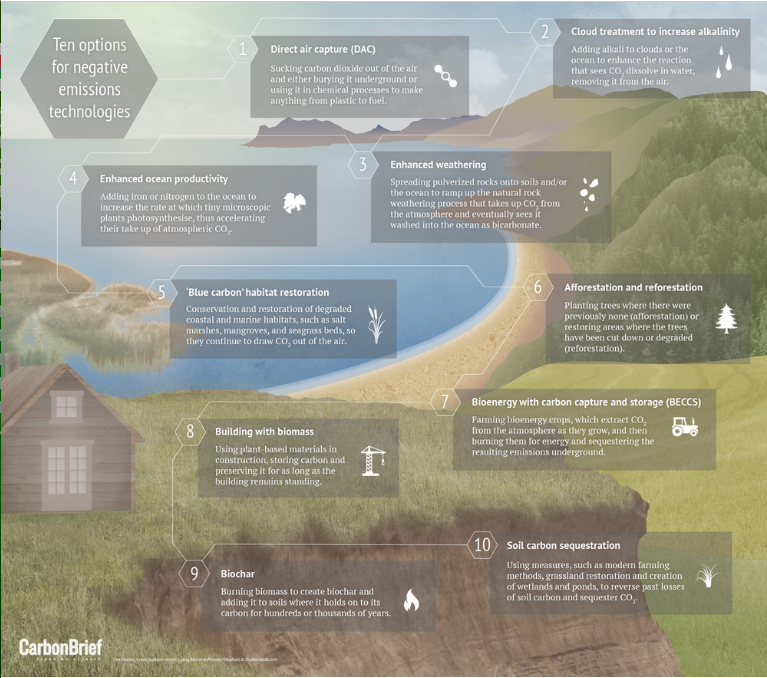 Ten options
for negative
emissions
technologies
1
Direct air capture (DAC)
Sucking carbon dioxide out of the air
and either burying it underground or
using it in chemical processes to make
anything from plastic to fuel.
2
Cloud treatment to increase alkalinity
Adding alkali to clouds or the
ocean to enhance the reaction
that sees CO₂ dissolve in water,
removing it from the air.
3
Enhanced weathering
Spreading pulverized rocks onto soils and/or
the ocean to ramp up the natural rock
weathering process that takes up CO₂ from
the atmosphere and eventually sees it
washed into the ocean as bicarbonate.
4
Enhanced ocean productivity
Adding iron or nitrogen to the ocean to
increase the rate at which tiny microscopic
plants photosynthesise, thus accelerating
their take up of atmospheric CO₂.
5
'Blue carbon' habitat restoration
Conservation and restoration of degraded
coastal and marine habitats, such as salt
marshes, mangroves, and seagrass beds, so
they continue to draw CO₂ out of the air.
6
Afforestation and reforestation
Planting trees where there were
previously none (afforestation) or
restoring areas where the trees
have been cut down or degraded
(reforestation).
7
Bioenergy with carbon capture and storage (BECCS)
Farming bioenergy crops, which extract CO₂
from the atmosphere as they grow, and then
burning them for energy and sequestering the
resulting emissions underground.
8
Building with biomass
Using plant-based materials in
construction, storing carbon and
preserving it for as long as the
building remains standing.
9
Biochar
Burning biomass to create biochar and
adding it to soils where it holds on to its
carbon for hundreds or thousands of years.
10
Soil carbon sequestration
Using measures, such as modern farming
methods, grassland restoration and creation
of wetlands and ponds, to reverse past losses
of soil carbon and sequester CO₂.
CarbonBrief